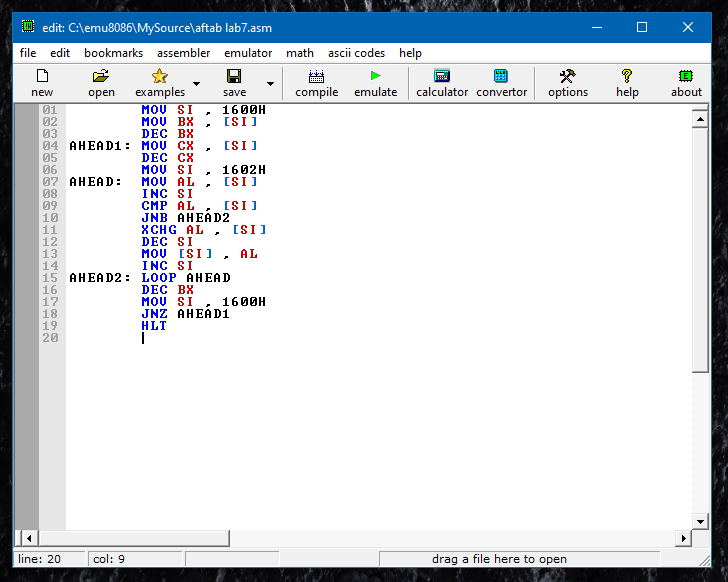 edit: C:\emu8086\MySource\aftab lab7.asm
file edit bookmarks assembler emulator math ascii codes help
new open examples save compile emulate calculator convertor options help about
01 MOV SI , 1600H
02 MOV BX , [SI]
03 DEC BX
04 AHEAD1: MOV CX , [SI]
05 DEC CX
06 MOV SI , 1602H
07 AHEAD: MOV AL , [SI]
08 INC SI
09 CMP AL , [SI]
10 JNB AHEAD2
11 XCHG AL , [SI]
12 DEC SI
13 MOV [SI] , AL
14 INC SI
15 AHEAD2: LOOP AHEAD
16 DEC BX
17 MOV SI , 1600H
18 JNZ AHEAD1
19 HLT
20
line: 20 col: 9 drag a file here to open